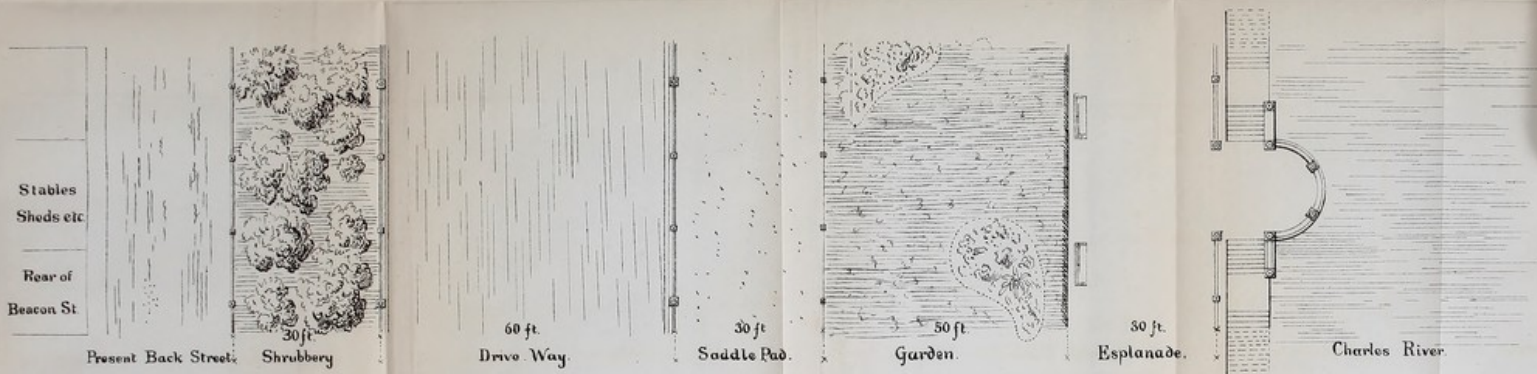 Stables
Sheds etc
Rear of
Beacon St.
30 ft.
60 ft.
30 ft
50 ft.
30 ft.
Present Back Street.
Shrubbery
Drive Way.
Saddle Pad.
Garden.
Esplanade.
Charles River.